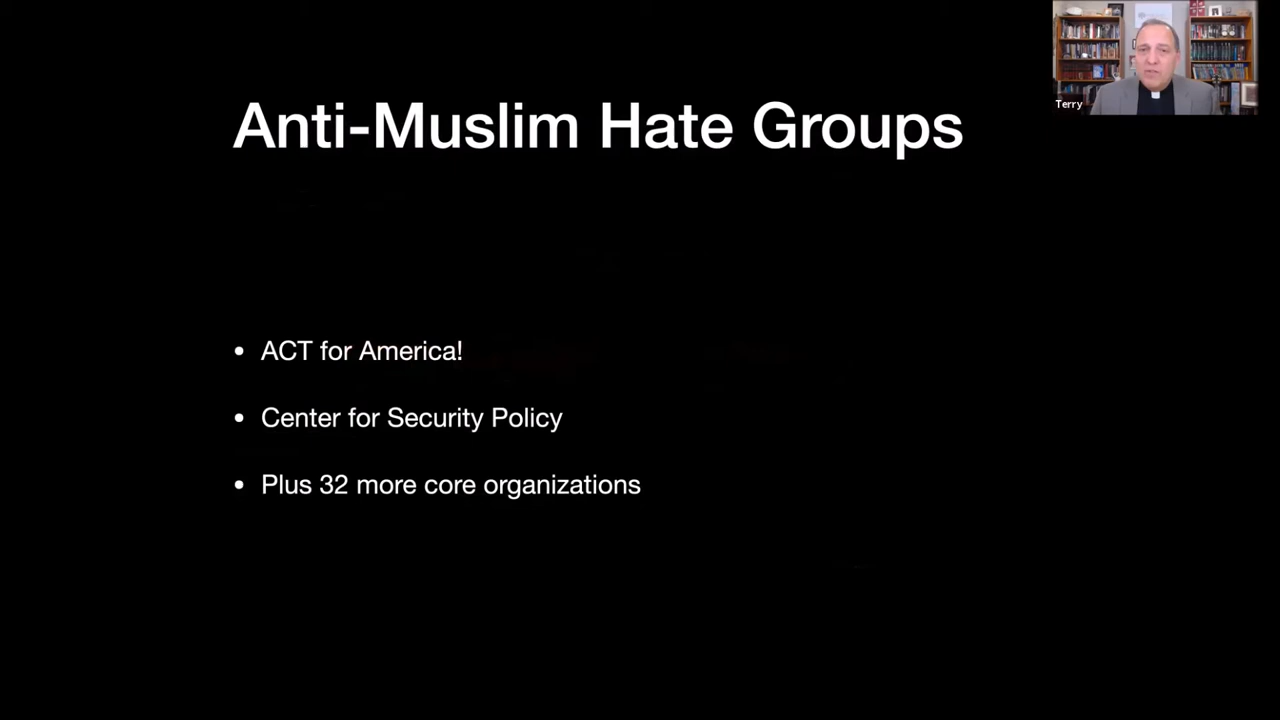 Anti-Muslim Hate Groups
Terry
• ACT for America!
• Center for Security Policy
• Plus 32 more core organizations